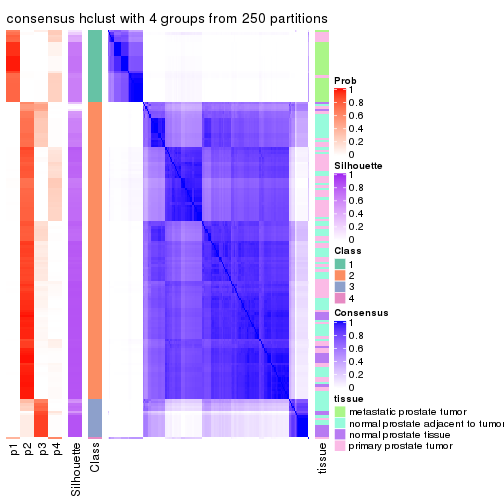 consensus hclust with 4 groups from 250 partitions
Prob
1
0.8
0.6
0.4
0.2
0
Silhouette
1
0.8
0.6
0.4
0.2
0
Class
1
2
3
4
Consensus
1
0.8
0.6
0.4
0.2
0
tissue
metastatic prostate tumor
normal prostate adjacent to tumor
normal prostate tissue
primary prostate tumor
p1
p2
p3
p4
Silhouette
Class
tissue